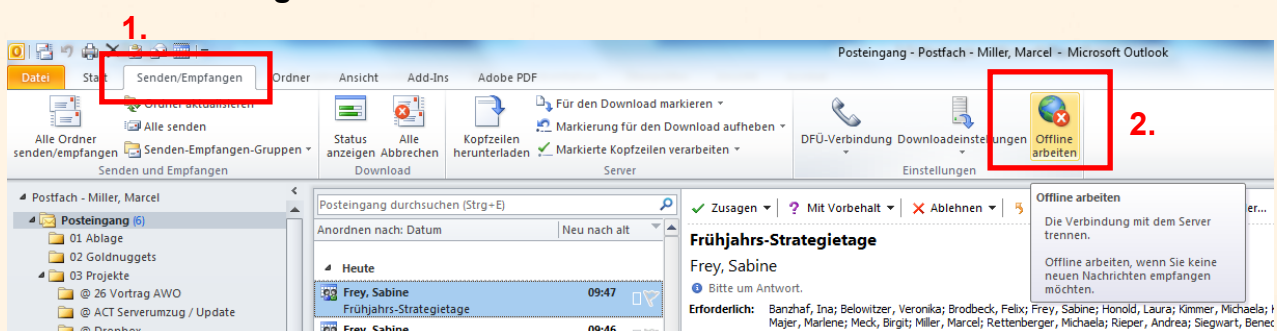 1.
Posteingang - Postfach - Miller, Marcel - Microsoft Outlook
Datei Start Senden/Empfangen Ordner Ansicht Add-Ins Adobe PDF
2.
Alle Ordner
senden/empfangen
Ordner aktualisieren
Alle senden
Senden-Empfangen-Gruppen
Senden und Empfangen
Status
anzeigen
Alle
Abbrechen
Download
Kopfzeilen
herunterladen
Für den Download markieren
Markierung für den Download aufheben
Markierte Kopfzeilen verarbeiten
Server
DFÜ-Verbindung
Downloadeinstellungen
Offline
arbeiten
Einstellungen
Postfach - Miller, Marcel
Posteingang (6)
01 Ablage
02 Goldnuggets
03 Projekte
@ 26 Vortrag AWO
@ ACT Serverumzug / Update
@ Dropbox
Posteingang durchsuchen (Strg+E)
Anordnen nach: Datum Neu nach alt
Heute
Frey, Sabine 09:47
Frühjahrs-Strategietage
Frey, Sabine 09:46
Zusagen ? Mit Vorbehalt Ablehnen
Frühjahrs-Strategietage
Frey, Sabine
Bitte um Antwort.
Erforderlich: Banzhaf, Ina; Belowitzer, Veronika; Brodbeck, Felix; Frey, Sabine; Honold, Laura; Kimmer, Michaela;
Majer, Marlene; Meck, Birgit; Miller, Marcel; Rettenberger, Michaela; Rieper, Andrea; Siegwart,
Offline arbeiten
Die Verbindung mit dem Server
trennen.
Offline arbeiten, wenn Sie keine
neuen Nachrichten empfangen
möchten.